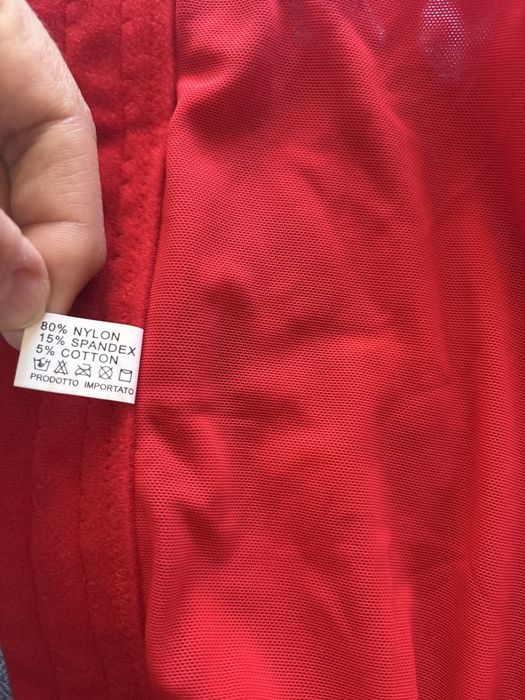 80% NYLON
15% SPANDEX
5% COTTON
PRODOTTO IMPORTATO